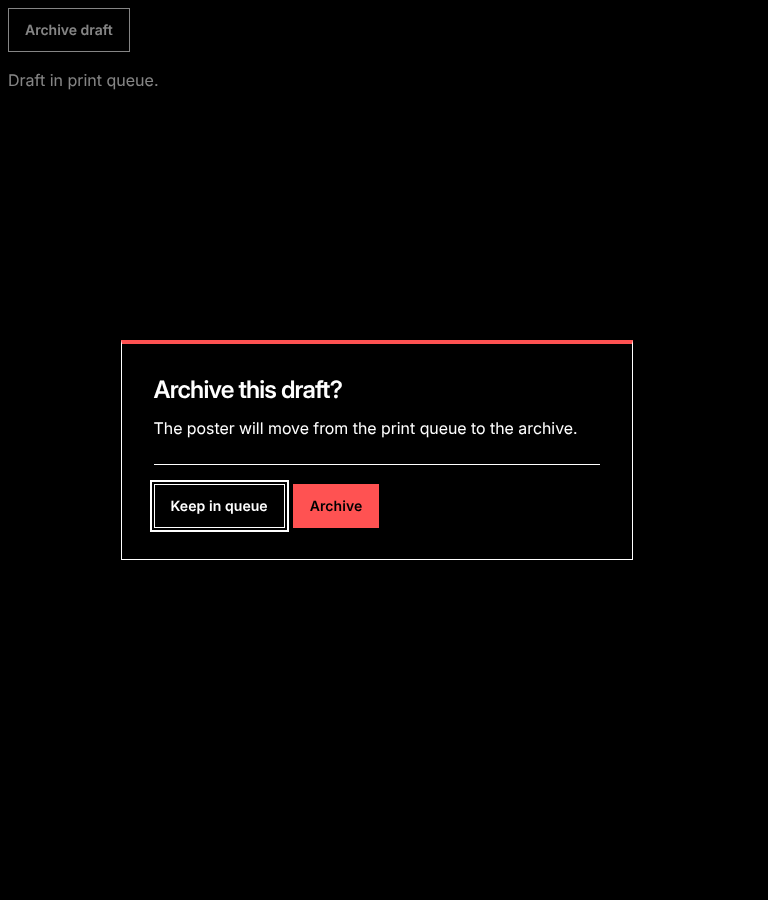 Archive draft
Draft in print queue.
Archive this draft?
The poster will move from the print queue to the archive.
Keep in queue
Archive